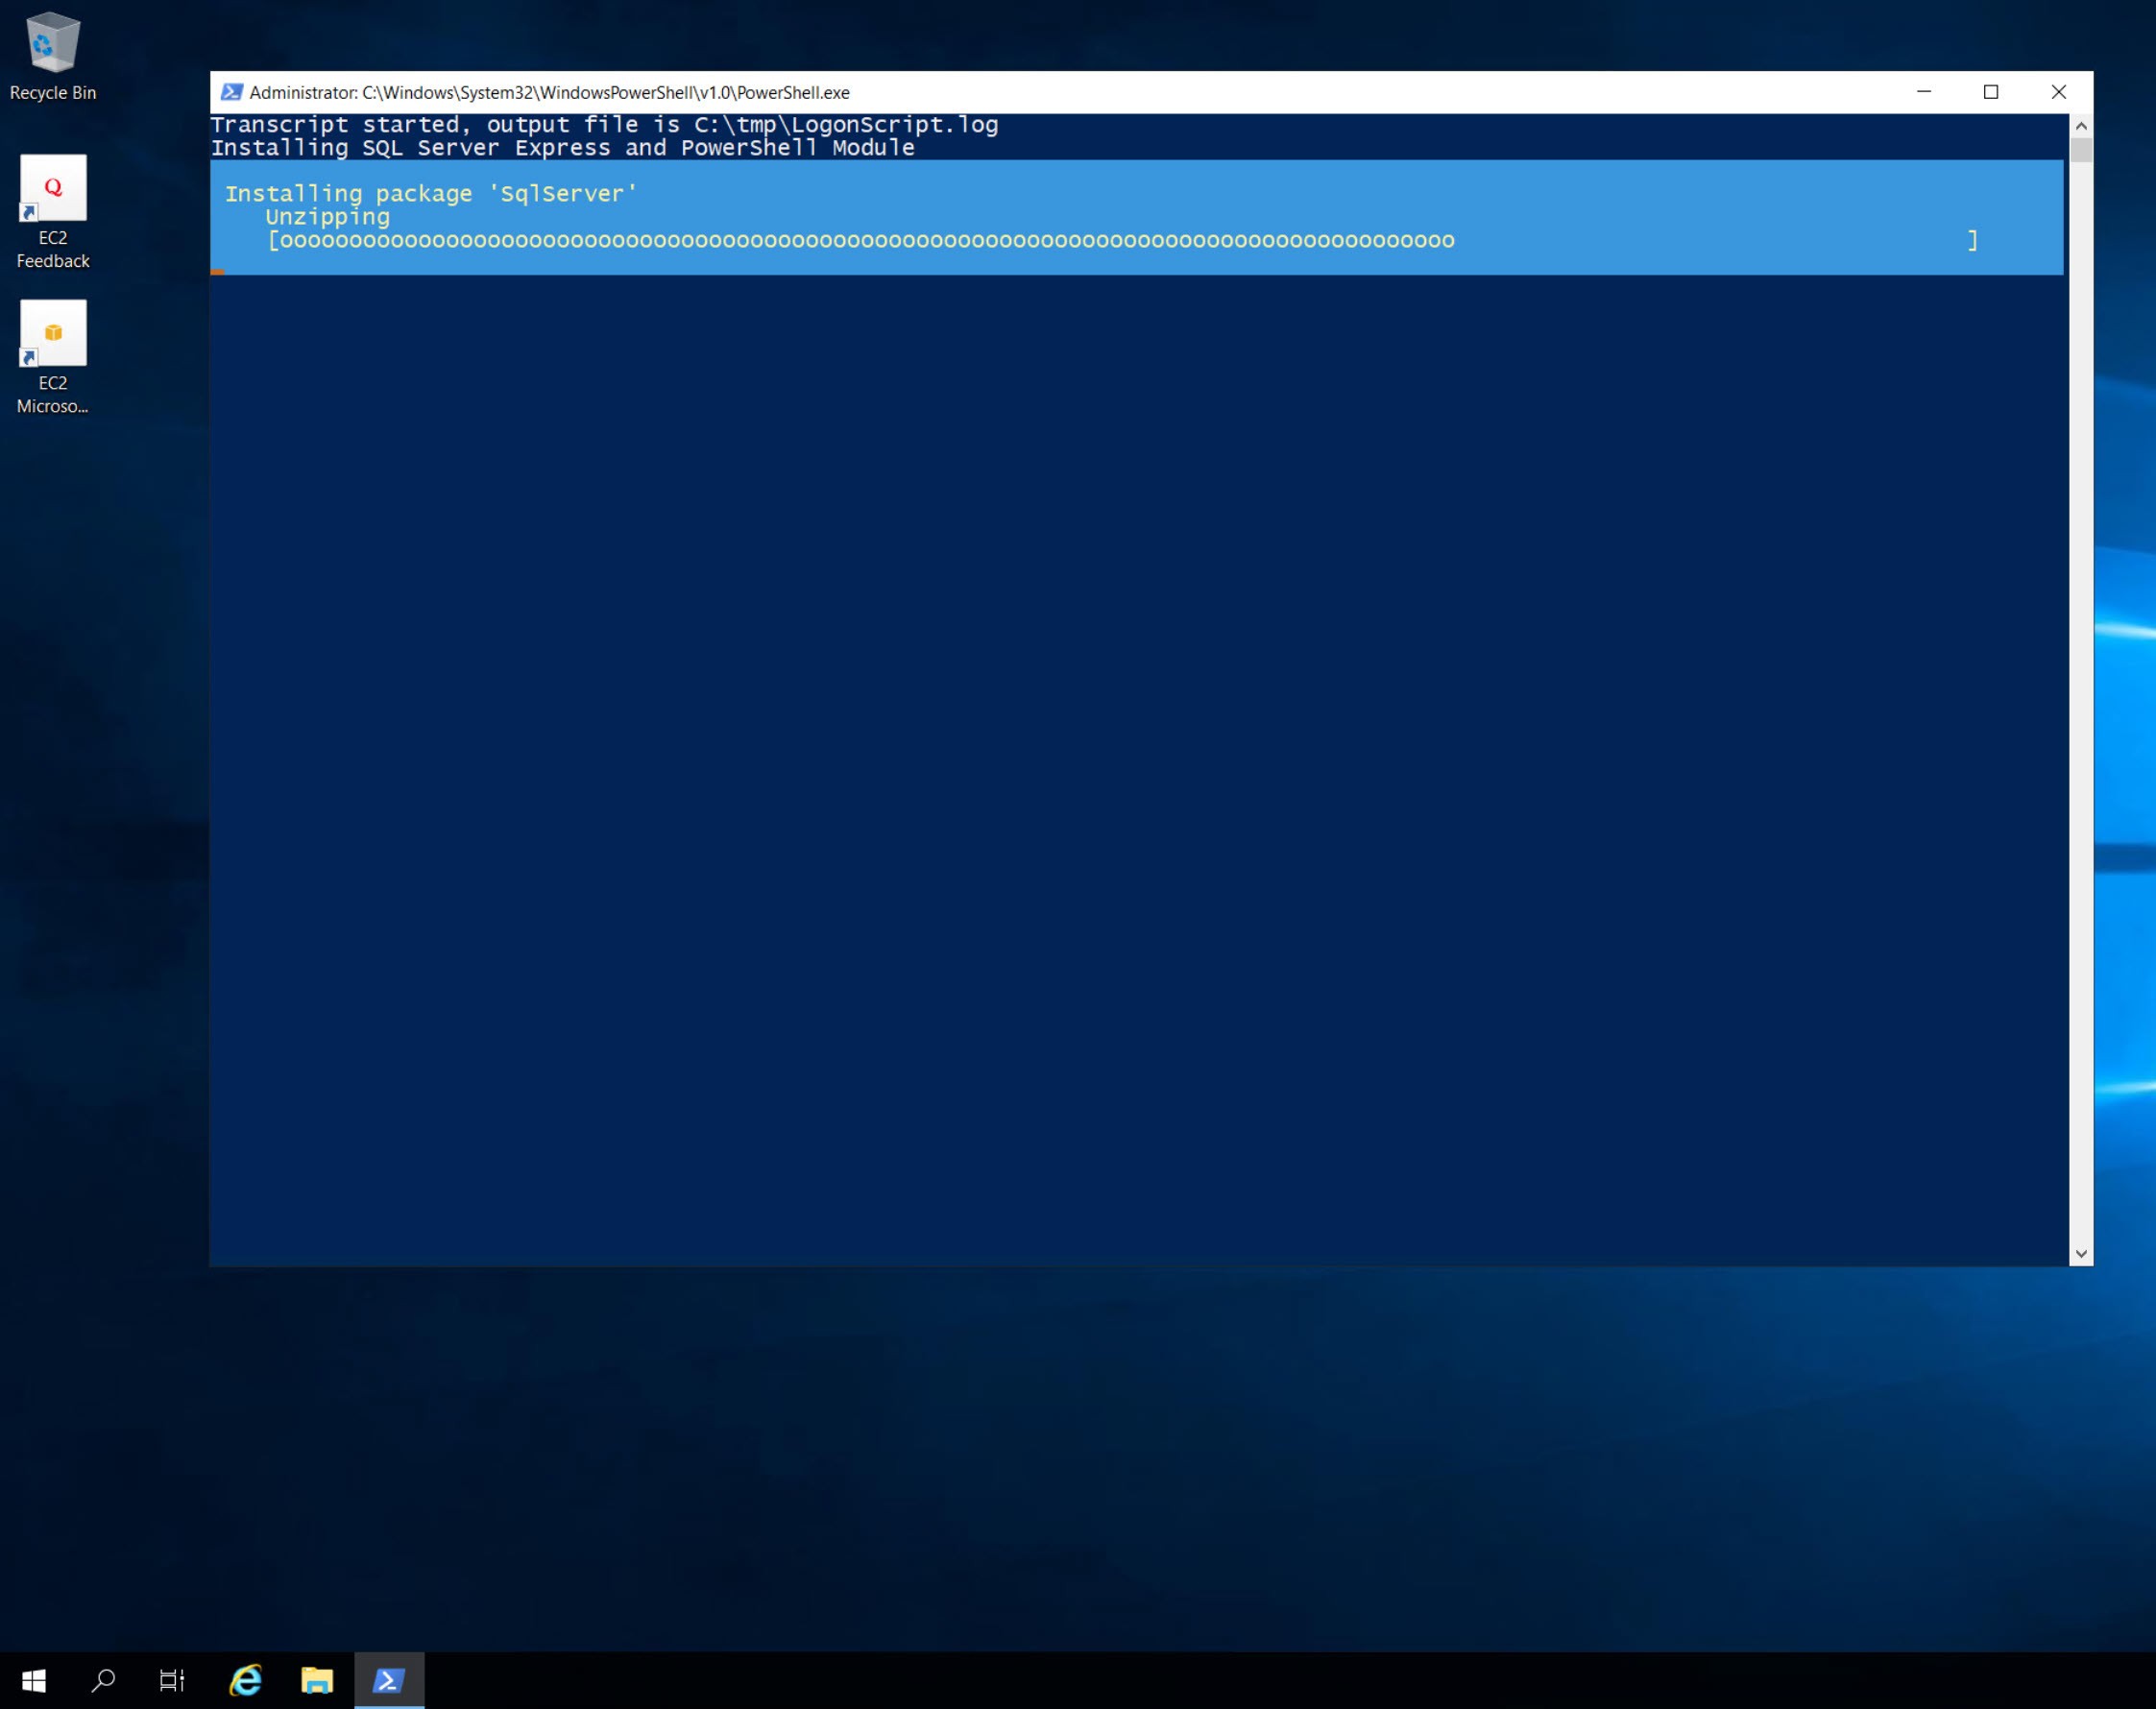 Recycle Bin
Q
EC2
Feedback
EC2
Microso...
Administrator: C:\Windows\System32\WindowsPowerShell\v1.0\PowerShell.exe
Transcript started, output file is C:\tmp\LogonScript.log
Installing SQL Server Express and PowerShell Module
Installing package 'SqlServer'
Unzipping
[ooooooooooooooooooooooooooooooooooooooooooooooooooooooooooooooooooooooooooooooooooooo                                     ]